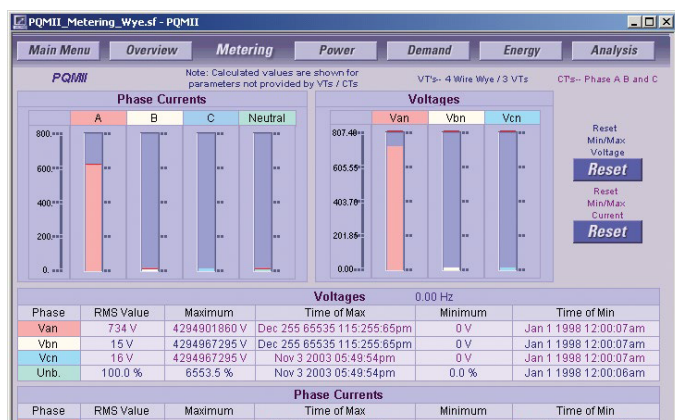 PQMII_Metering_Wye.sf - PQMII
Main Menu Overview Metering Power Demand Energy Analysis
PQMII
Note: Calculated values are shown for
parameters not provided by VTs / CTs
VT's-- 4 Wire Wye / 3 VTs
CT's-- Phase A B and C
Phase Currents
A B C Neutral
800.
600.
400.
200.
0.
Voltages
Van Vbn Vcn
807.40
605.55
403.70
201.85
0.00
Reset
Min/Max
Voltage
Reset
Reset
Min/Max
Current
Reset
Voltages 0.00 Hz
Phase RMS Value Maximum Time of Max Minimum Time of Min
Van 734 V 4294901860 V Dec 255 65535 115:255:65pm 0 V Jan 1 1998 12:00:07am
Vbn 15 V 4294967295 V Dec 255 65535 115:255:65pm 0 V Jan 1 1998 12:00:07am
Vcn 16 V 4294967295 V Nov 3 2003 05:49:54pm 0 V Jan 1 1998 12:00:07am
Unb. 100.0 % 6553.5 % Nov 3 2003 05:49:54pm 0.0 % Jan 1 1998 12:00:06am
Phase Currents
Phase RMS Value Maximum Time of Max Minimum Time of Min